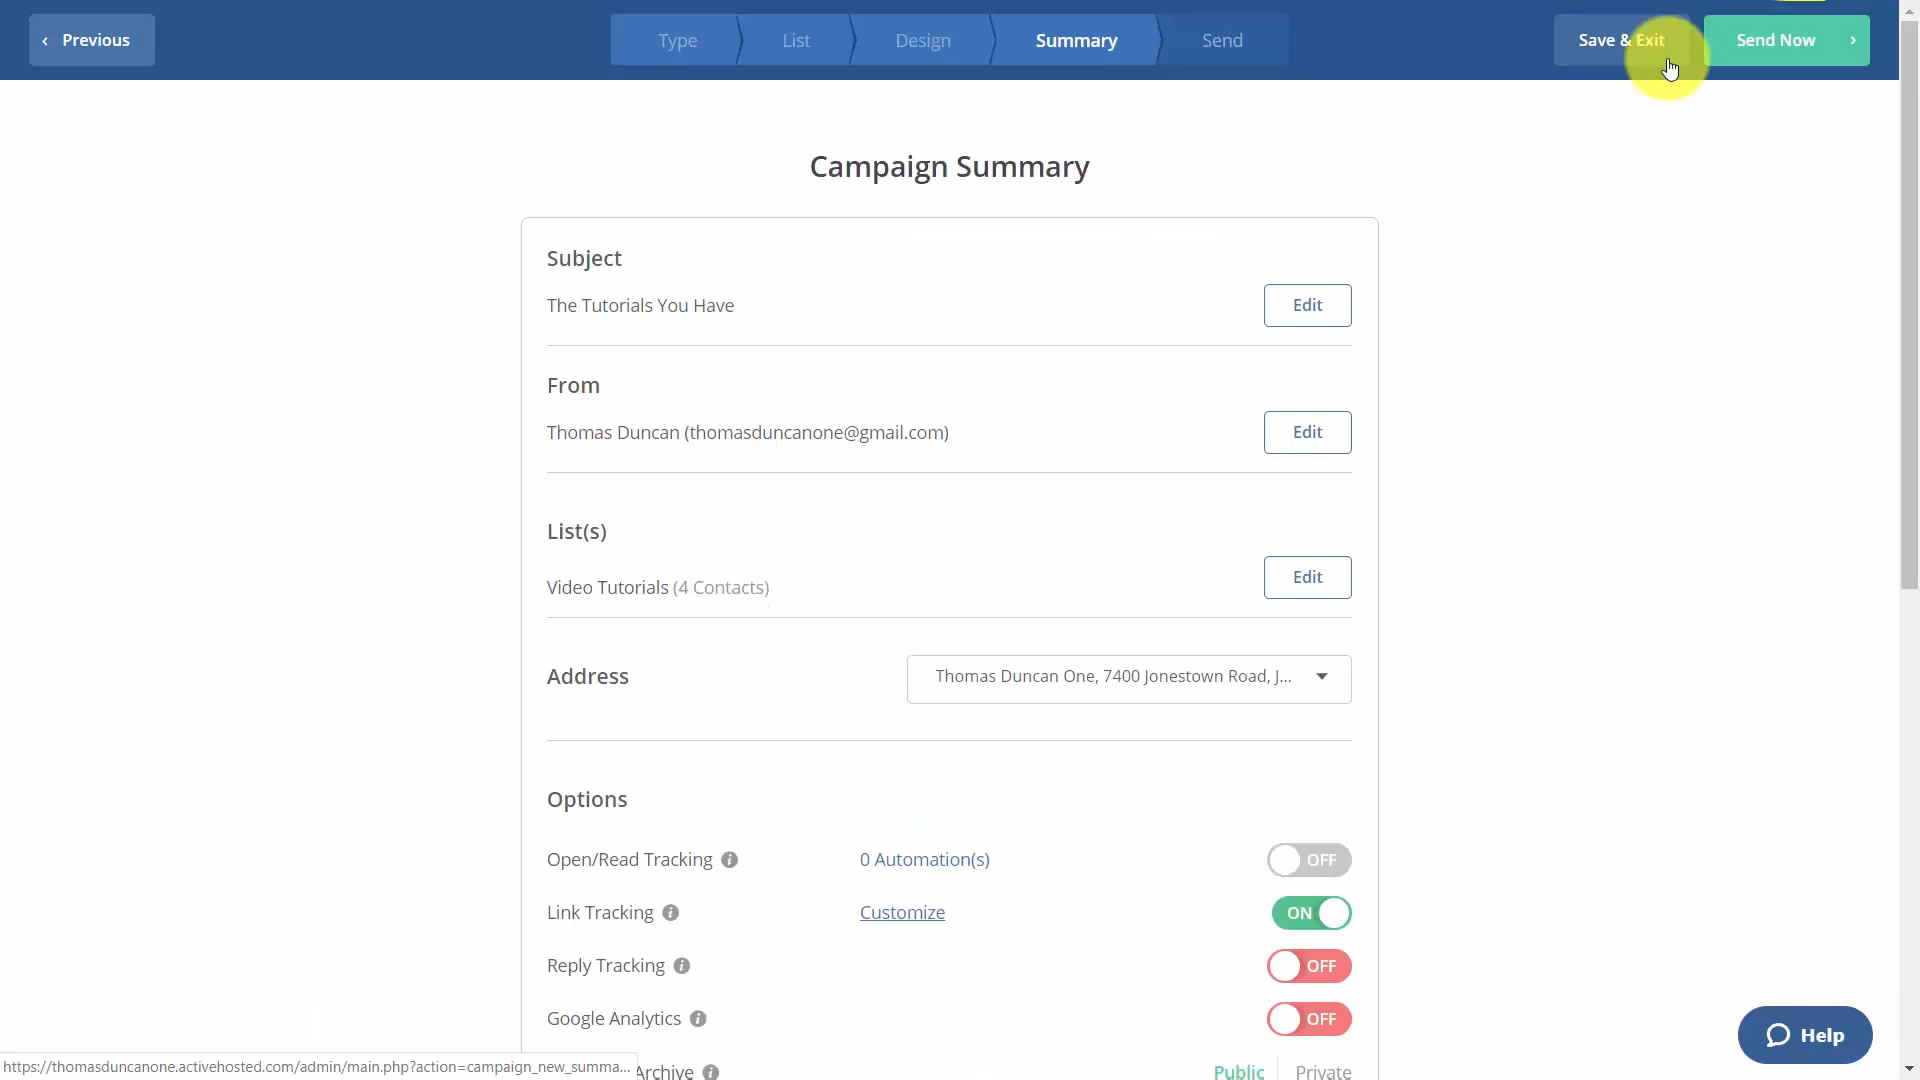 ‹ Previous
Type
List
Design
Summary
Send
Save & Exit
Send Now ›
Campaign Summary
Subject
The Tutorials You Have
Edit
From
Thomas Duncan (thomasduncanone@gmail.com)
Edit
List(s)
Video Tutorials (4 Contacts)
Edit
Address
Thomas Duncan One, 7400 Jonestown Road, J...
Options
Open/Read Tracking
0 Automation(s)
OFF
Link Tracking
Customize
ON
Reply Tracking
OFF
Google Analytics
OFF
Archive
Public
Private
Help
https://thomasduncanone.activehosted.com/admin/main.php?action=campaign_new_summa...